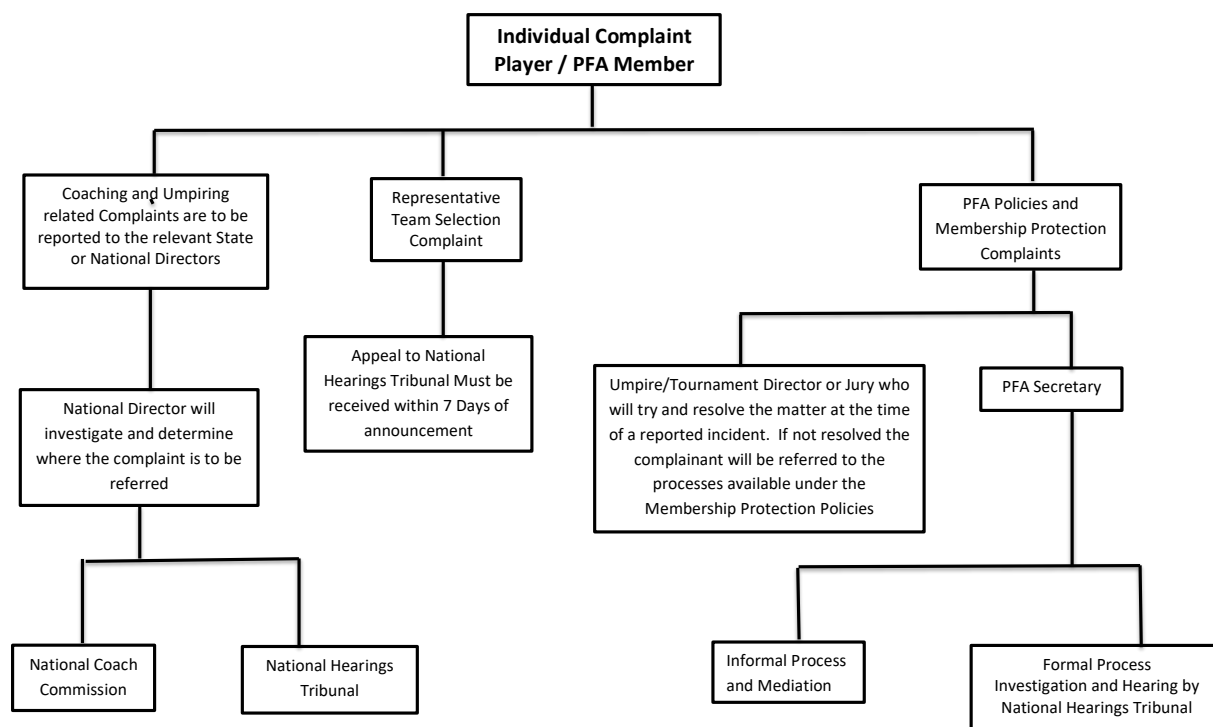 Individual Complaint
Player / PFA Member
Coaching and Umpiring
related Complaints are to be
reported to the relevant State
or National Directors
Representative
Team Selection
Complaint
PFA Policies and
Membership Protection
Complaints
National Director will
investigate and determine
where the complaint is to be
referred
Appeal to National
Hearings Tribunal Must be
received within 7 Days of
announcement
Umpire/Tournament Director or Jury who
will try and resolve the matter at the time
of a reported incident.  If not resolved the
complainant will be referred to the
processes available under the
Membership Protection Policies
PFA Secretary
National Coach
Commission
National Hearings
Tribunal
Informal Process
and Mediation
Formal Process
Investigation and Hearing by
National Hearings Tribunal